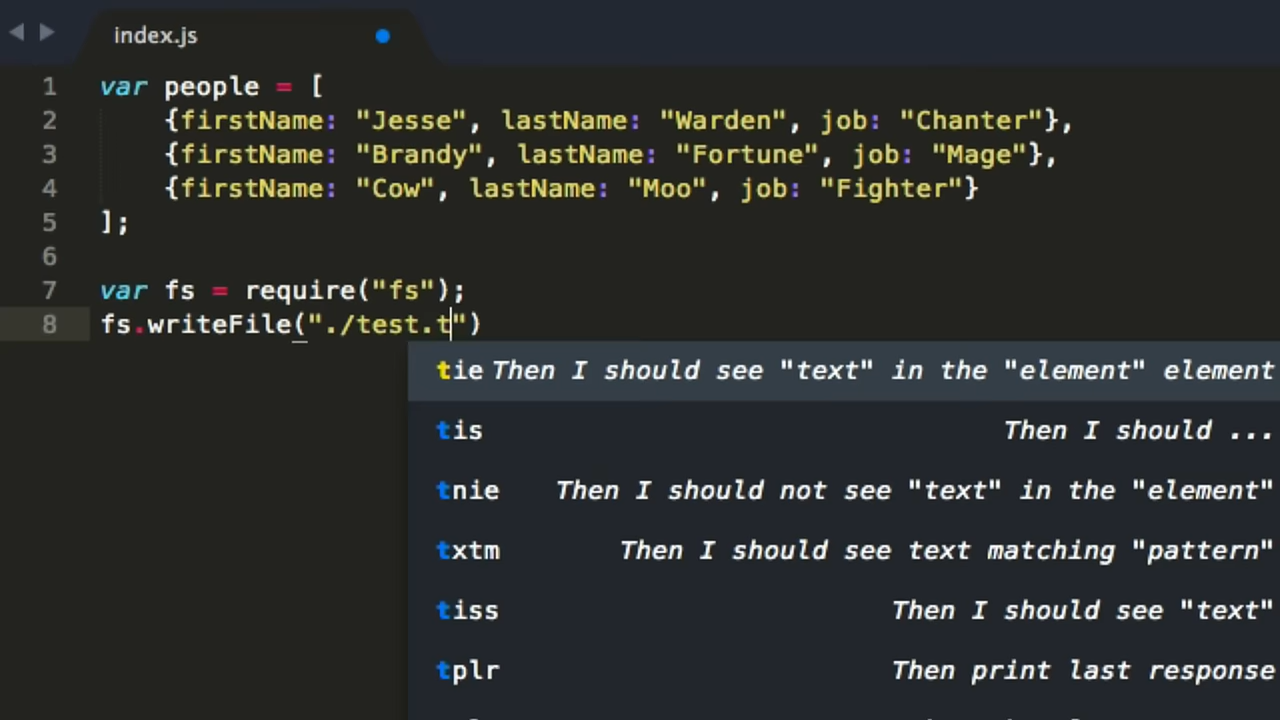 index.js
1 var people = [
2 {firstName: "Jesse", lastName: "Warden", job: "Chanter"},
3 {firstName: "Brandy", lastName: "Fortune", job: "Mage"},
4 {firstName: "Cow", lastName: "Moo", job: "Fighter"}
5 ];
6
7 var fs = require("fs");
8 fs.writeFile("./test.t")
tie Then I should see "text" in the "element" element
tis Then I should ...
tnie Then I should not see "text" in the "element"
txtm Then I should see text matching "pattern"
tiss Then I should see "text"
tplr Then print last response